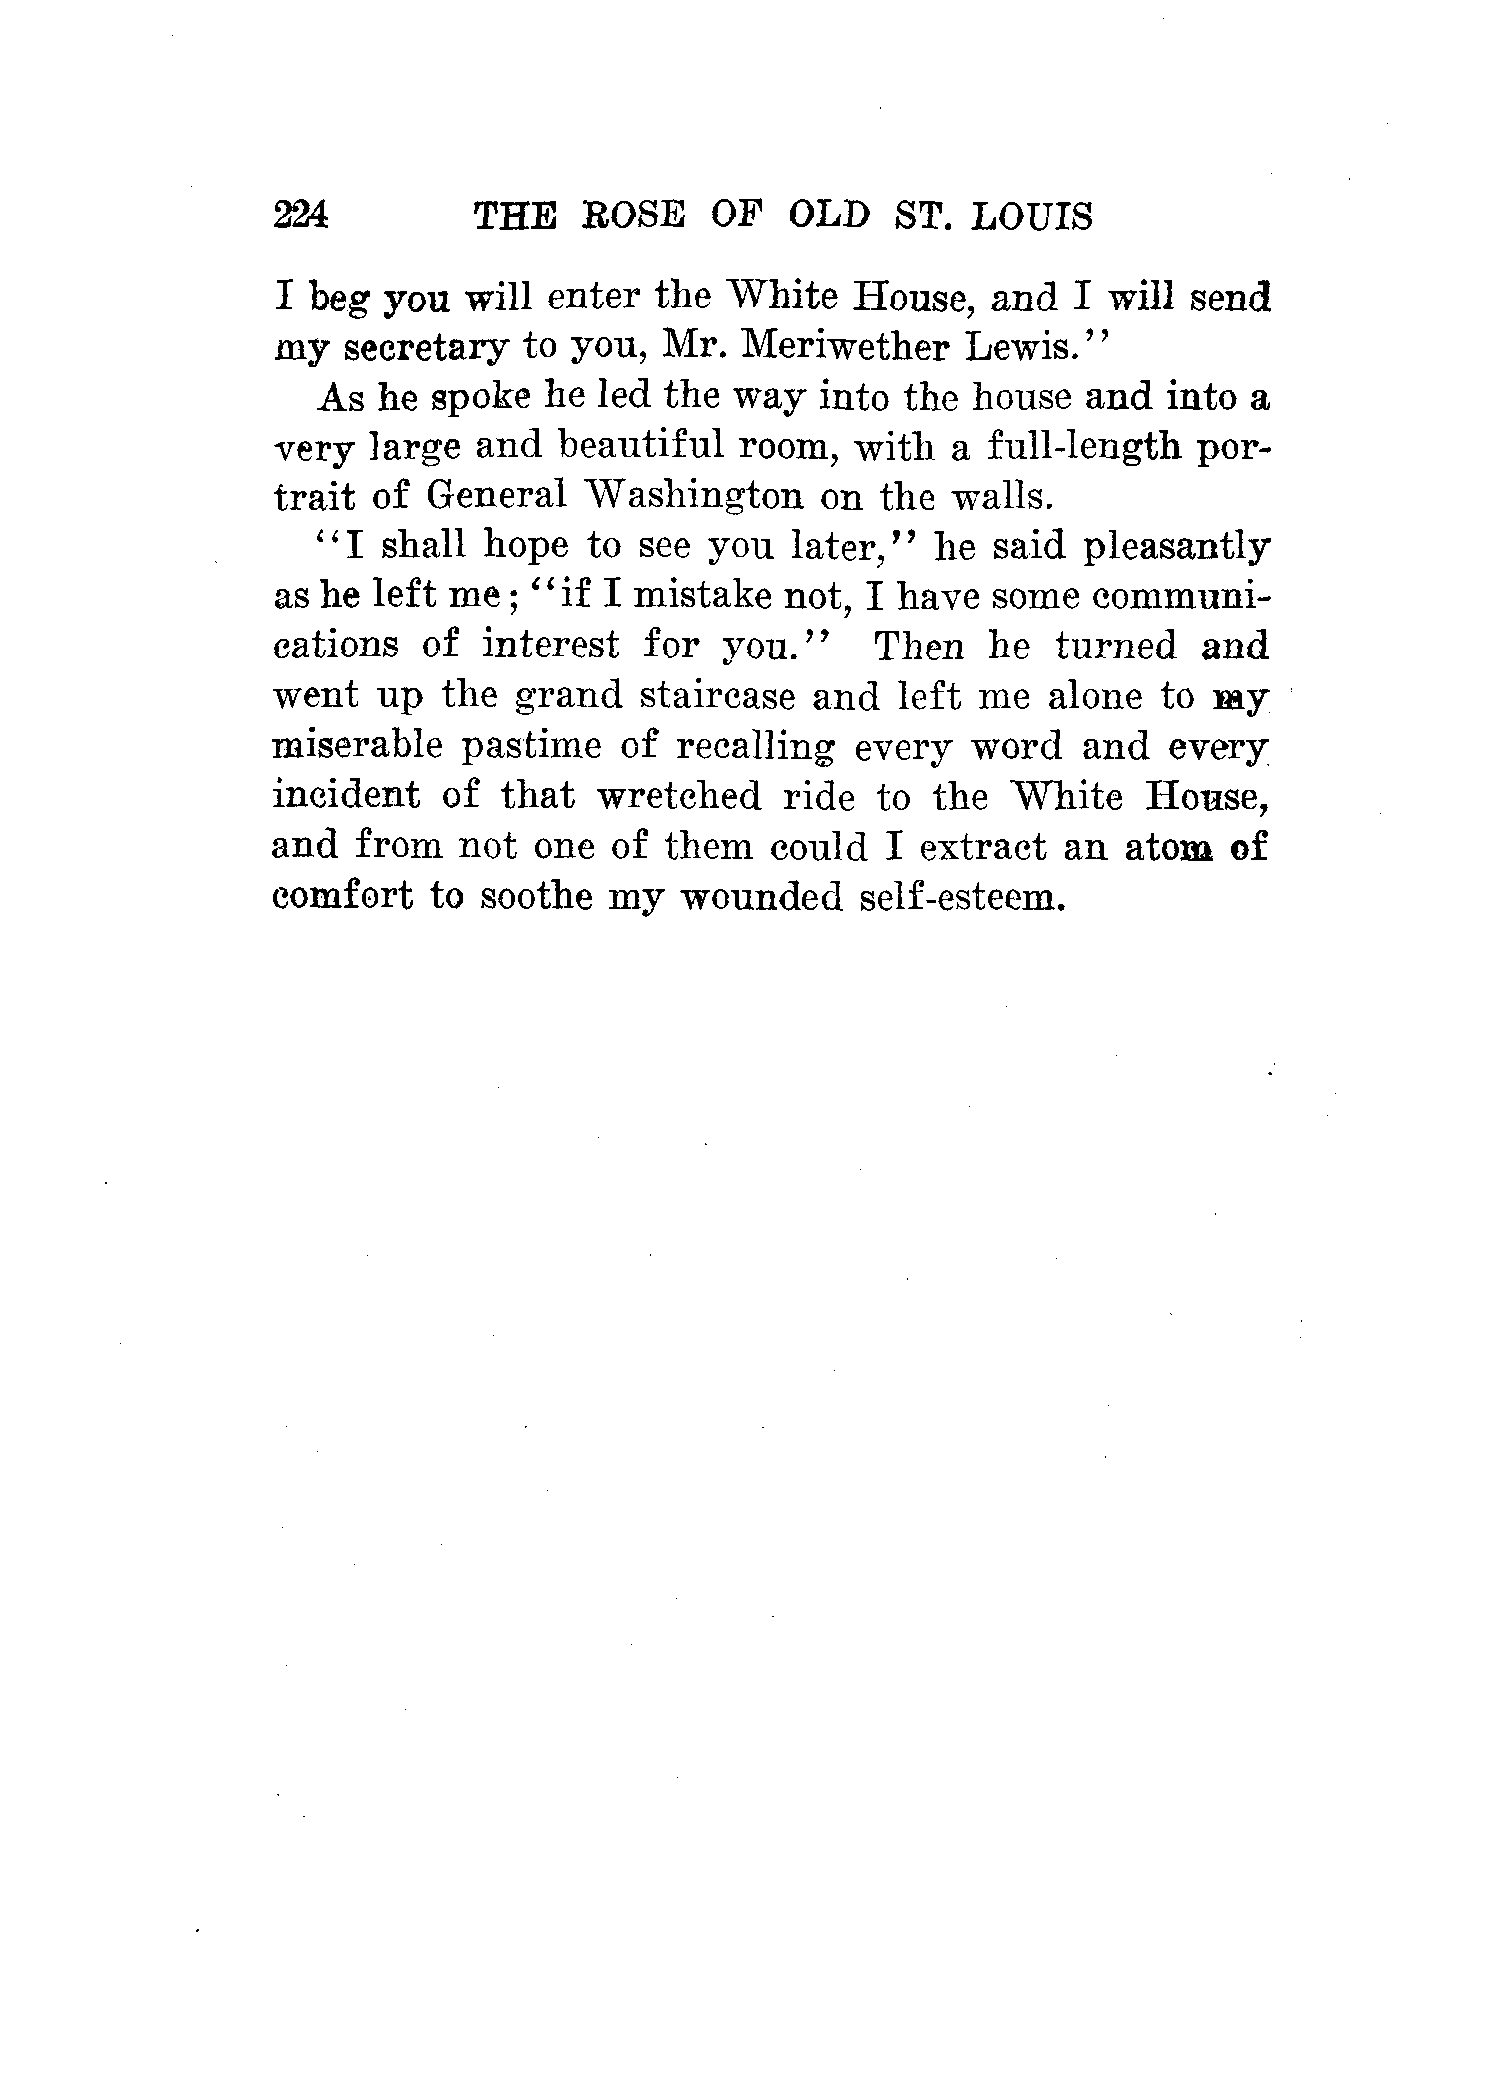 224 THE ROSE OF OLD ST. LOUIS
I beg you will enter the White House, and I will send
my secretary to you, Mr. Meriwether Lewis.''
As he spoke he led the way into the house and into a
very large and beautiful room, with a full-length por-
trait of General Washington on the walls.
''I shall hope to see you later,'' he said pleasantly
as he left me; ''if I mistake not, I have some communi-
cations of interest for you.'' Then he turned and
went up the grand staircase and left me alone to my
miserable pastime of recalling every word and every
incident of that wretched ride to the White House,
and from not one of them could I extract an atom of
comfort to soothe my wounded self-esteem.